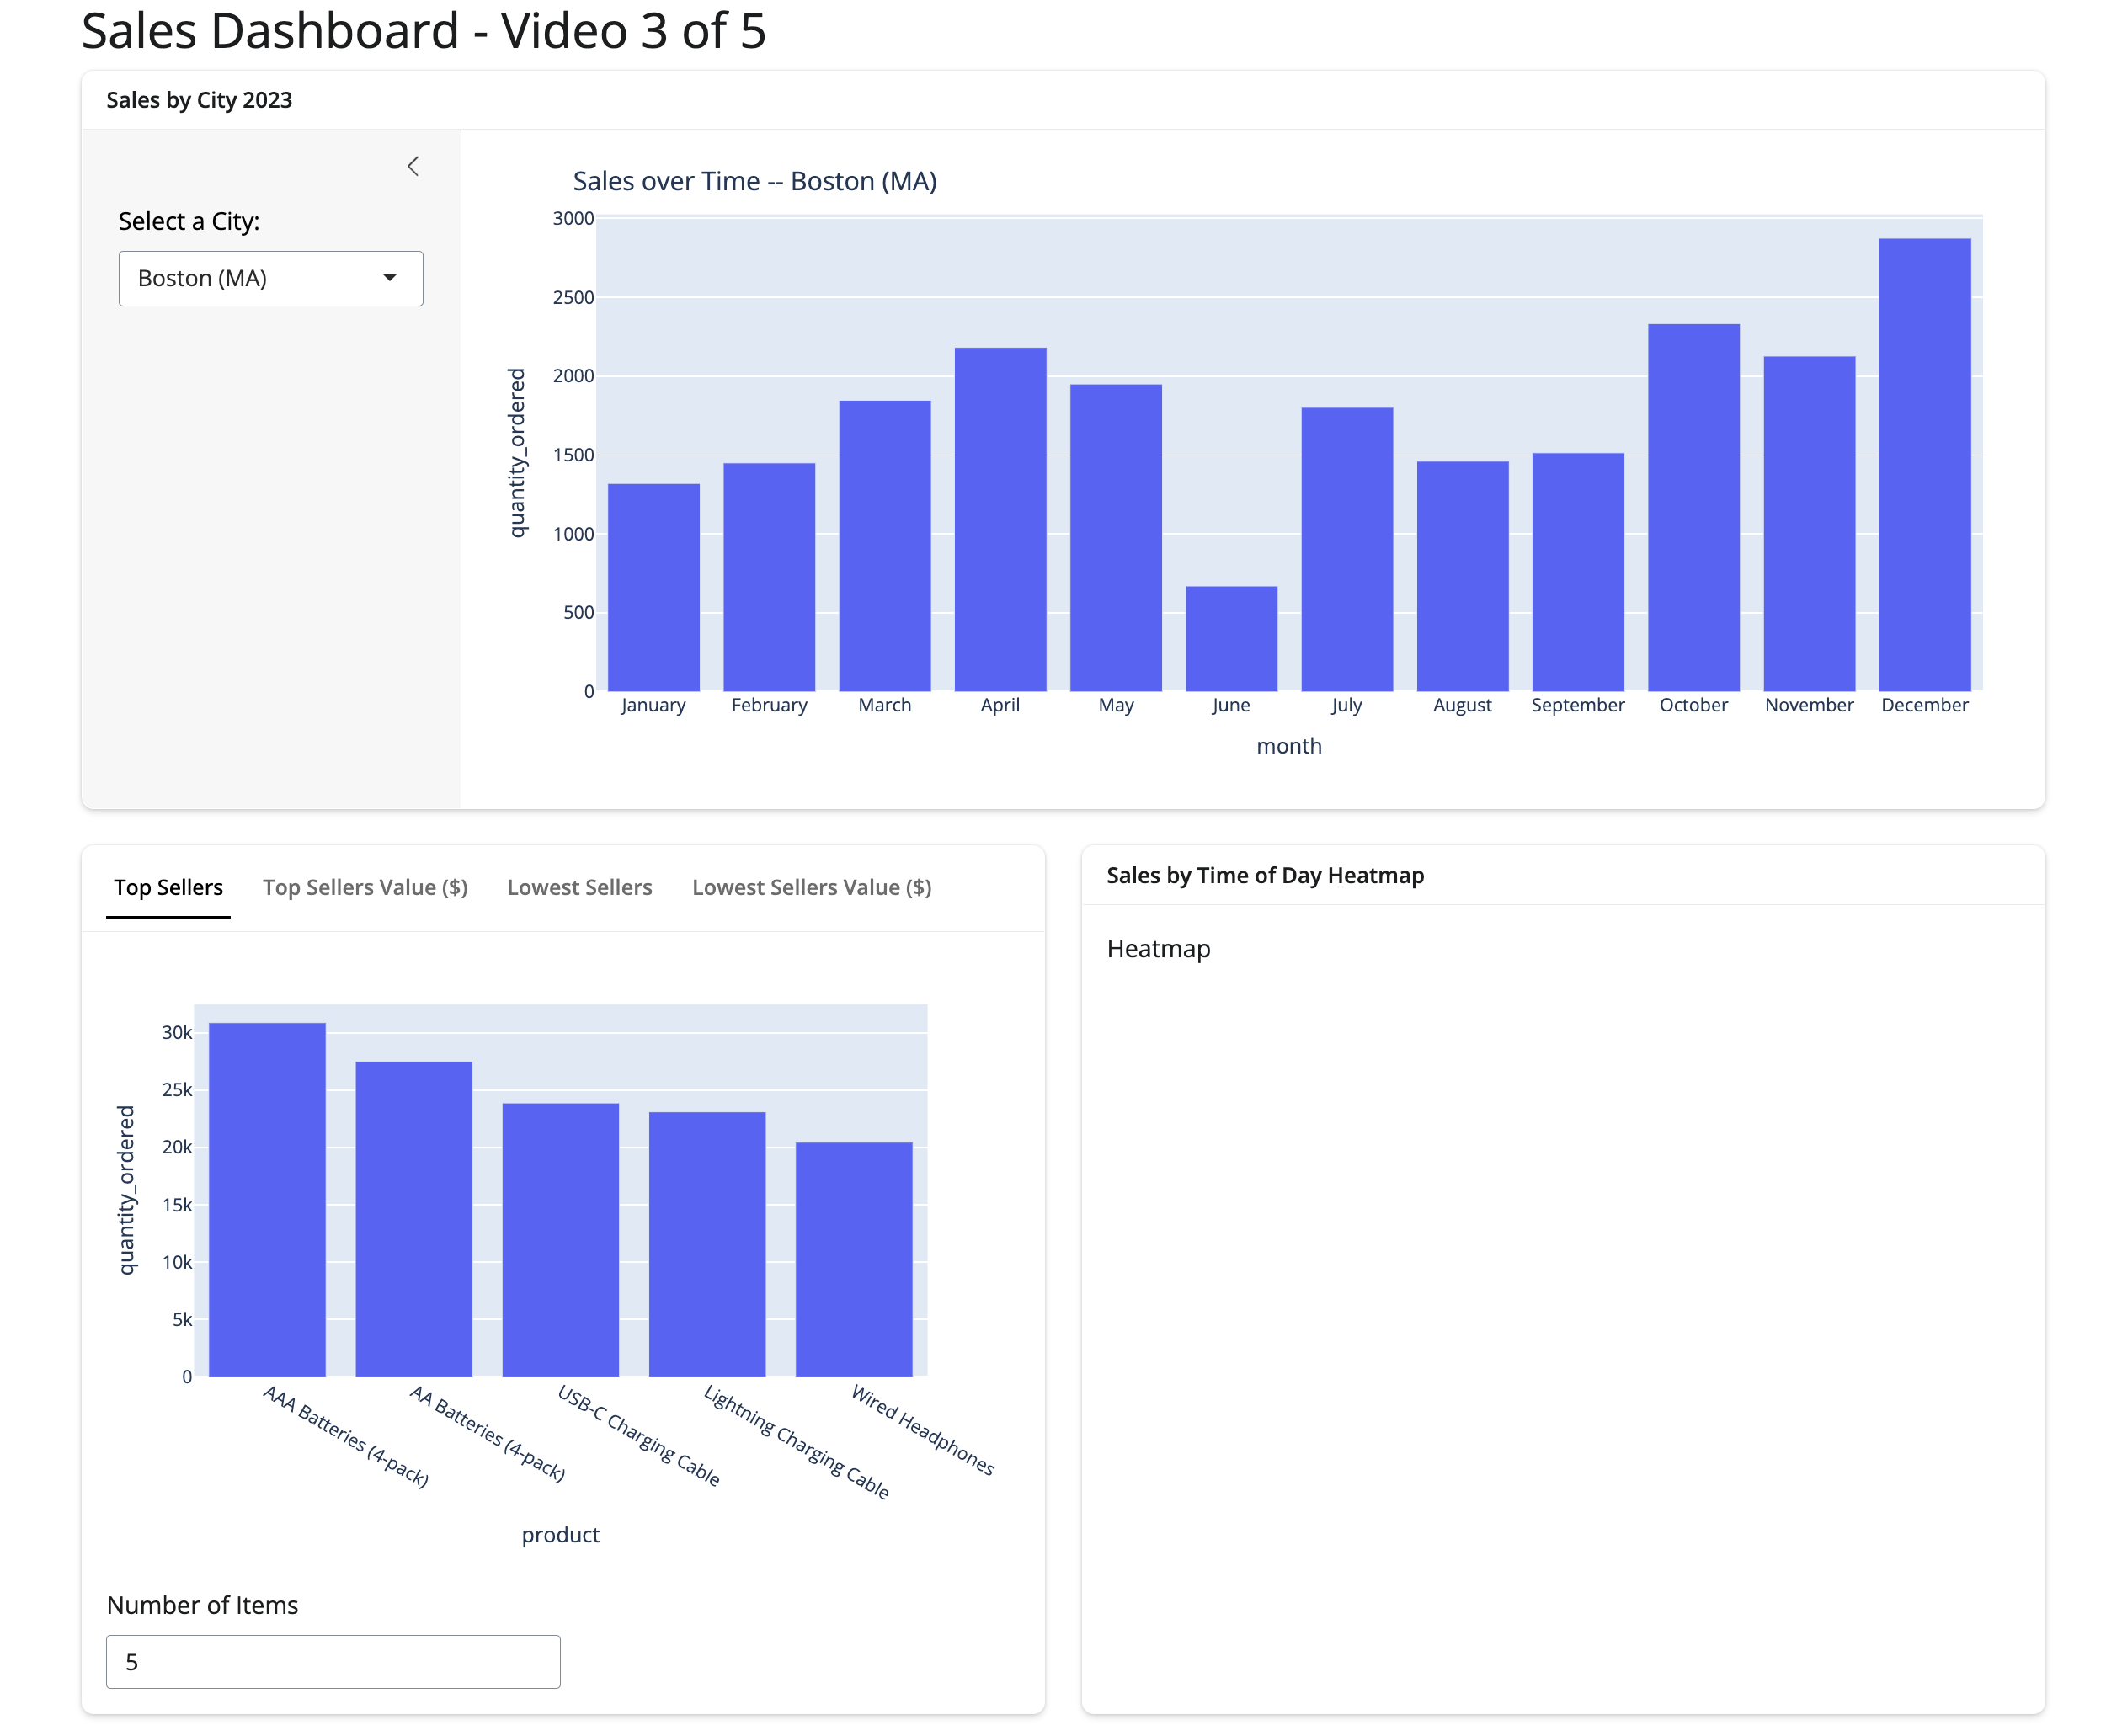 Sales Dashboard - Video 3 of 5
Sales by City 2023
Select a City:
Boston (MA)
Sales over Time -- Boston (MA)
3000
2500
2000
1500
1000
500
0
quantity_ordered
January February March April May June July August September October November December
month
Top Sellers Top Sellers Value ($) Lowest Sellers Lowest Sellers Value ($)
30k
25k
20k
15k
10k
5k
0
quantity_ordered
AAA Batteries (4-pack)
AA Batteries (4-pack)
USB-C Charging Cable
Lightning Charging Cable
Wired Headphones
product
Number of Items
5
Sales by Time of Day Heatmap
Heatmap